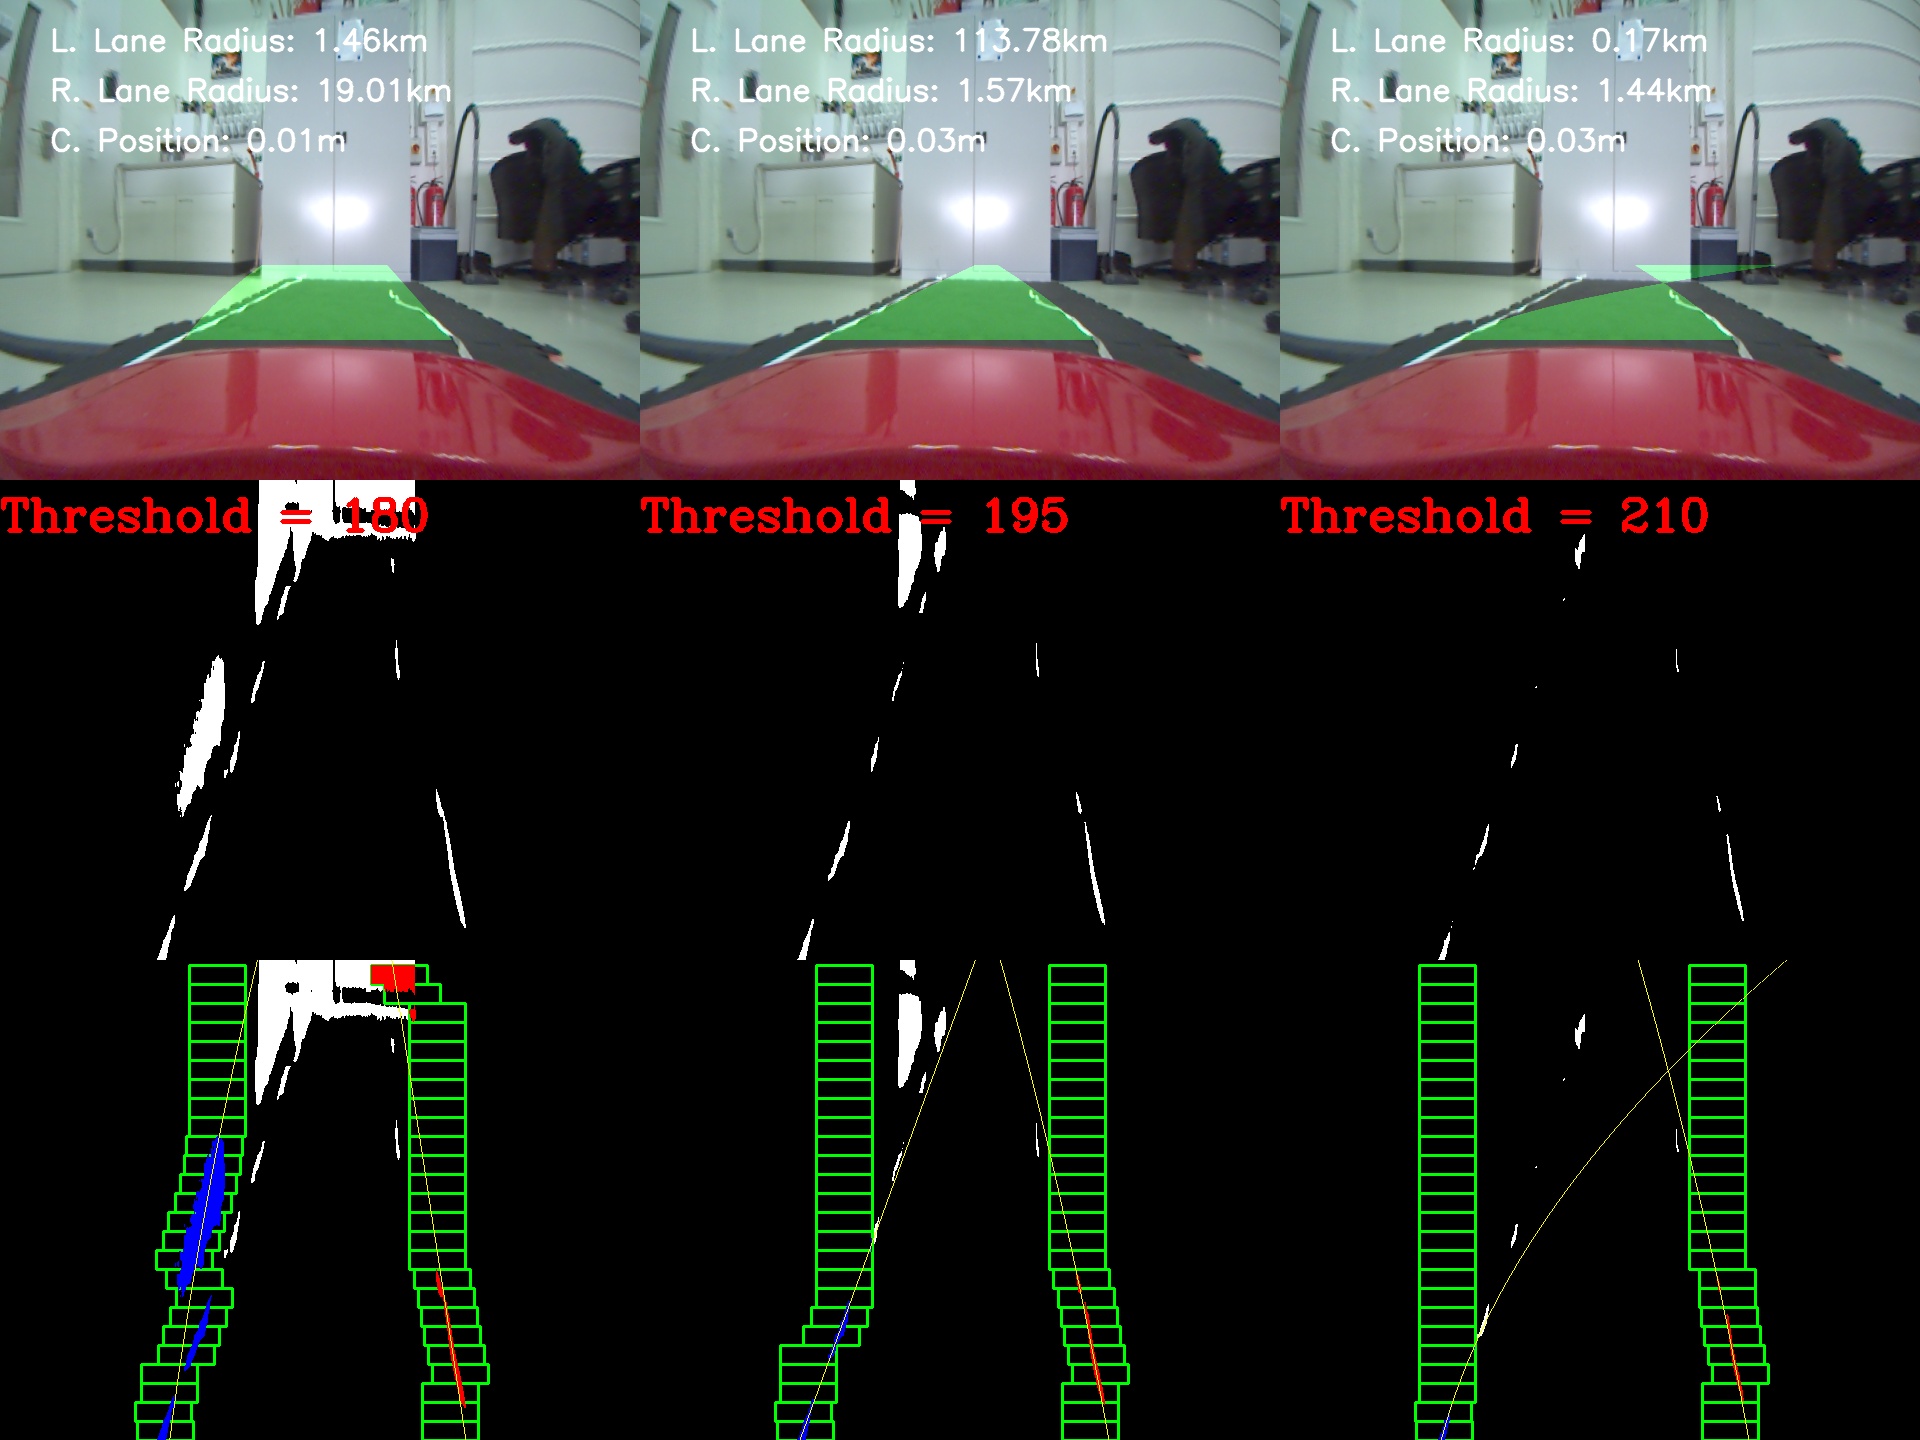 L. Lane Radius: 1.46km
R. Lane Radius: 19.01km
C. Position: 0.01m
L. Lane Radius: 113.78km
R. Lane Radius: 1.57km
C. Position: 0.03m
L. Lane Radius: 0.17km
R. Lane Radius: 1.44km
C. Position: 0.03m
Threshold = 180
Threshold = 195
Threshold = 210